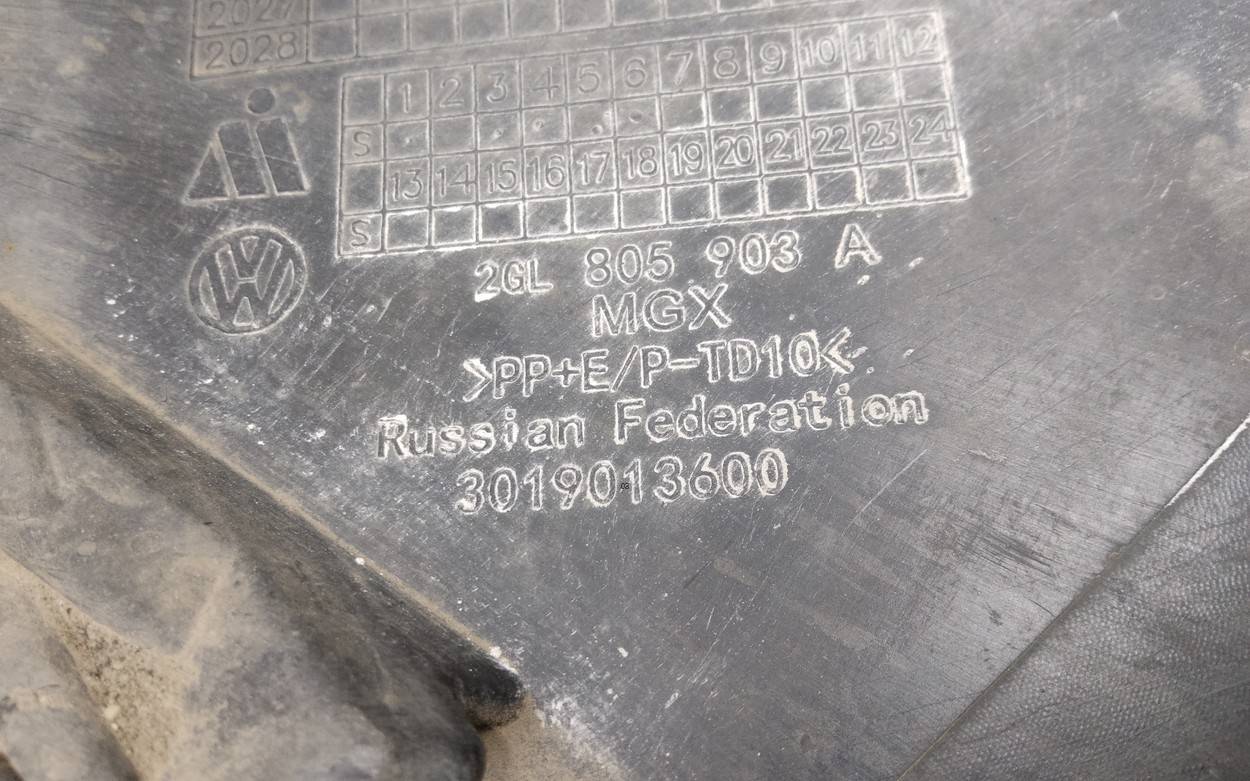 2027
2028
1 2 3 4 5 6 7 8 9 10 11 12
S
13 14 15 16 17 18 19 20 21 22 23 24
S
2GL 805 903 A
MGX
>PP+E/P-TD10<
Russian Federation
3019013600